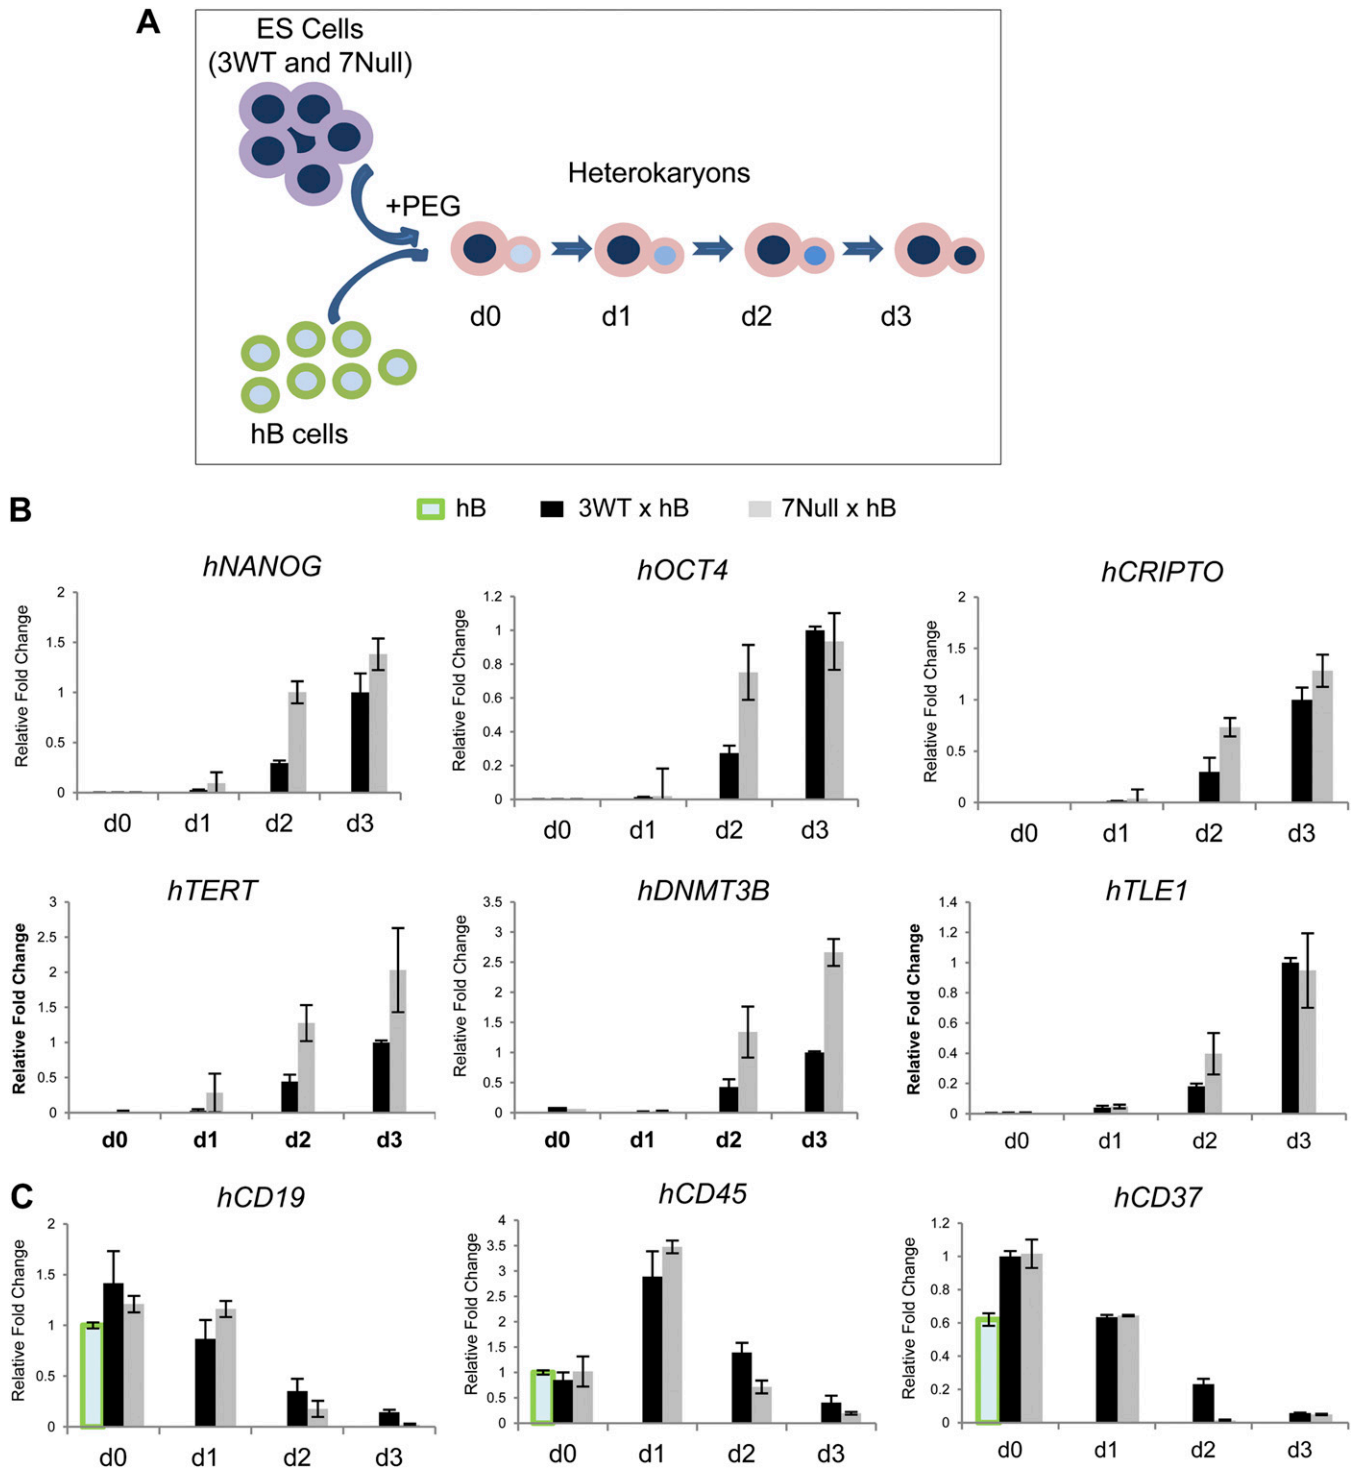 A
ES Cells
(3WT and 7Null)
+PEG
Heterokaryons
d0 d1 d2 d3
hB cells
B
hB 3WT x hB 7Null x hB
hNANOG
Relative Fold Change
2
1.5
1
0.5
0
d0 d1 d2 d3
hOCT4
Relative Fold Change
1.2
1
0.8
0.6
0.4
0.2
0
d0 d1 d2 d3
hCRIPTO
Relative Fold Change
2
1.5
1
0.5
0
d0 d1 d2 d3
hTERT
Relative Fold Change
3
2.5
2
1.5
1
0.5
0
d0 d1 d2 d3
hDNMT3B
Relative Fold Change
3.5
3
2.5
2
1.5
1
0.5
0
d0 d1 d2 d3
hTLE1
Relative Fold Change
1.4
1.2
1
0.8
0.6
0.4
0.2
0
d0 d1 d2 d3
C
hCD19
Relative Fold Change
2
1.5
1
0.5
0
d0 d1 d2 d3
hCD45
Relative Fold Change
4
3.5
3
2.5
2
1.5
1
0.5
0
d0 d1 d2 d3
hCD37
Relative Fold Change
1.2
1
0.8
0.6
0.4
0.2
0
d0 d1 d2 d3